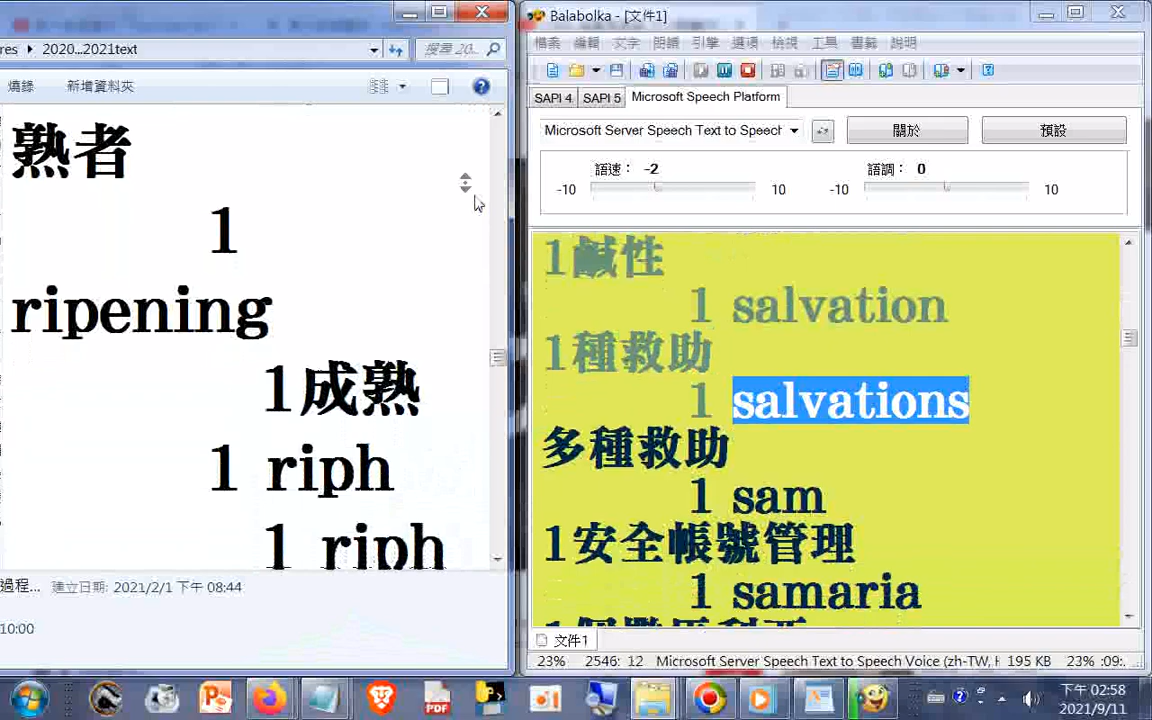 res ▸ 2020...2021text
搜尋 20...
燒錄 新增資料夾
熟者
1
ripening
1成熟
1 riph
1 riph
過程... 建立日期: 2021/2/1 下午 08:44
10:00
Balabolka - [文件1]
檔案 編輯 文字 朗讀 引擎 選項 檢視 工具 書籤 說明
SAPI 4 SAPI 5 Microsoft Speech Platform
Microsoft Server Speech Text to Speech
關於 預設
語速: -2 語調: 0
-10 10 -10 10
1鹹性
1 salvation
1種救助
1 salvations
多種救助
1 sam
1安全帳號管理
1 samaria
文件1
23% 2546: 12 Microsoft Server Speech Text to Speech Voice (zh-TW, H 195 KB 23% :09:.
下午 02:58
2021/9/11